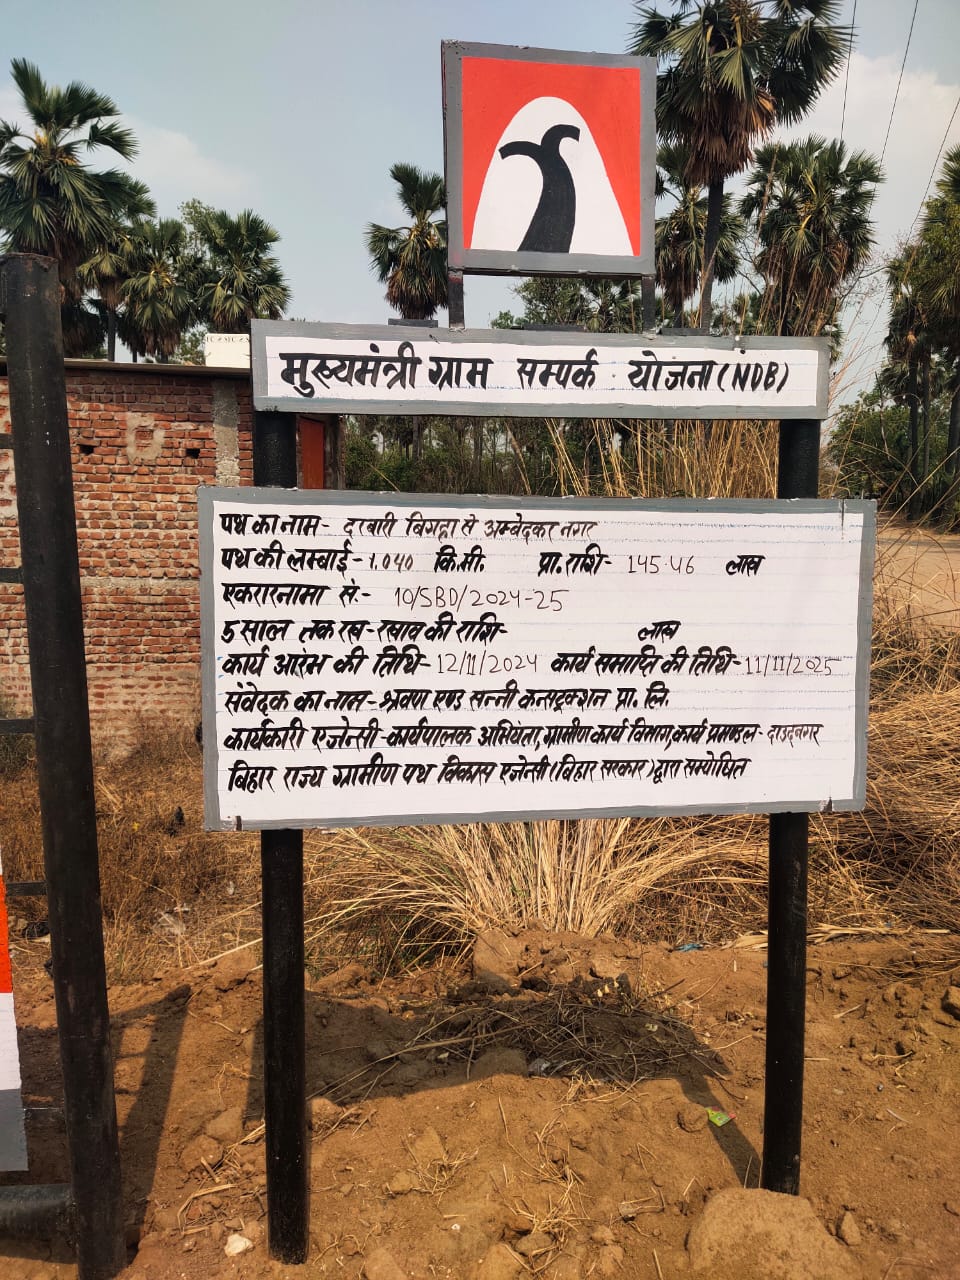 मुख्यमंत्री ग्राम सम्पर्क योजना (NDB)
पथ का नाम - दरबारी बिगहा से अम्बेदकर नगर
पथ की लम्बाई - 1.040 कि.मी. प्रा. राशि - 145.46 लाख
एकरारनामा सं.- 10/SBD/2024-25
5 साल तक रख-रखाव की राशि- लाख
कार्य आरंभ की तिथि- 12/11/2024 कार्य समाप्ति की तिथि- 11/11/2025
संवेदक का नाम - श्रवण एण्ड सन्नी कन्सट्रक्शन प्रा. लि.
कार्यकारी एजेन्सी - कार्यपालक अभियंता, ग्रामीण कार्य विभाग, कार्य प्रमण्डल - दाउदनगर
बिहार राज्य ग्रामीण पथ विकास एजेन्सी (बिहार सरकार) द्वारा सम्पोषित